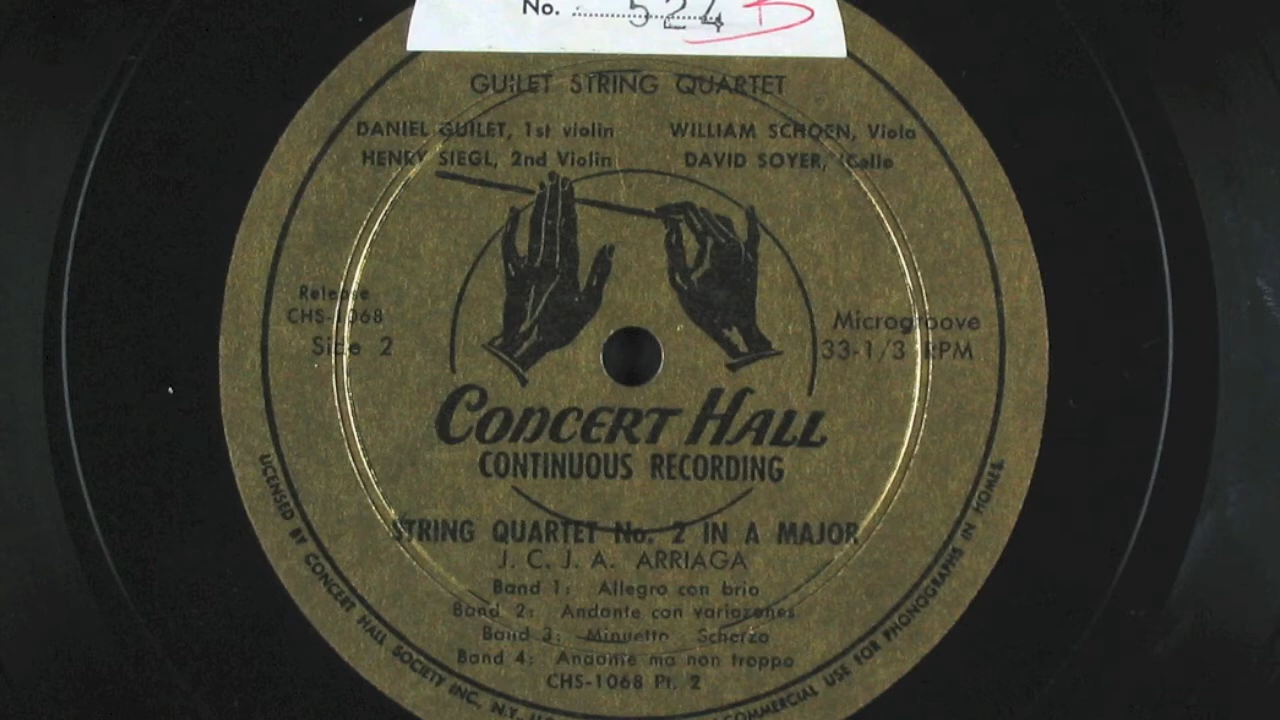 No. 524 B
GUILET STRING QUARTET
DANIEL GUILET, 1st violin
WILLIAM SCHOEN, Viola
HENRY SIEGL, 2nd Violin
DAVID SOYER, Cello
Release
CHS-1068
Side 2
Microgroove
33-1/3 RPM
CONCERT HALL
CONTINUOUS RECORDING
STRING QUARTET No. 2 IN A MAJOR
J. C. J. A. ARRIAGA
Band 1: Allegro con brio
Band 2: Andante con variazones
Band 3: Minuetto Scherzo
Band 4: Andante ma non troppo
CHS-1068 Pt. 2
LICENSED BY CONCERT HALL SOCIETY INC., N.Y., COMMERCIAL USE FOR PHONOGRAPHS IN HOMES.